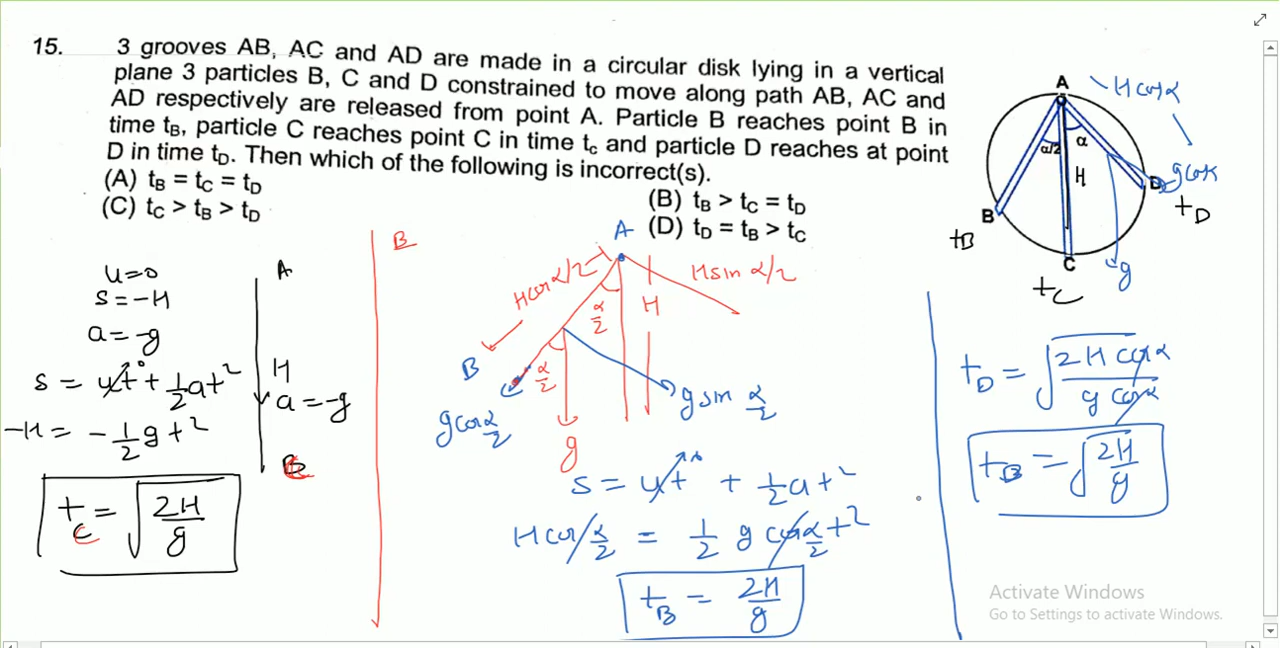 15. 3 grooves AB, AC and AD are made in a circular disk lying in a vertical
plane 3 particles B, C and D constrained to move along path AB, AC and
AD respectively are released from point A. Particle B reaches point B in
time tB, particle C reaches point C in time tc and particle D reaches at point
D in time tD. Then which of the following is incorrect(s).
(A) tB = tC = tD
(B) tB > tC = tD
(C) tC > tB > tD
(D) tD = tB > tC
A
H cos α
α/2
α
H
D
g cos α
tD
B
tB
C
tC
g
u=0
s = -H
a = -g
s = ut° + 1/2 at²
-H = - 1/2 g t²
tC = √(2H/g)
A
H
a = -g
B
A
H cos α/2
H sin α/2
α/2
H
B
α/2
g cos α/2
g sin α/2
g
s = ut + 1/2 at²
H cos α/2 = 1/2 g cos α/2 t²
tB = 2H/g
tD = √(2H cos α / g cos α)
tB = √(2H/g)
Activate Windows
Go to Settings to activate Windows.